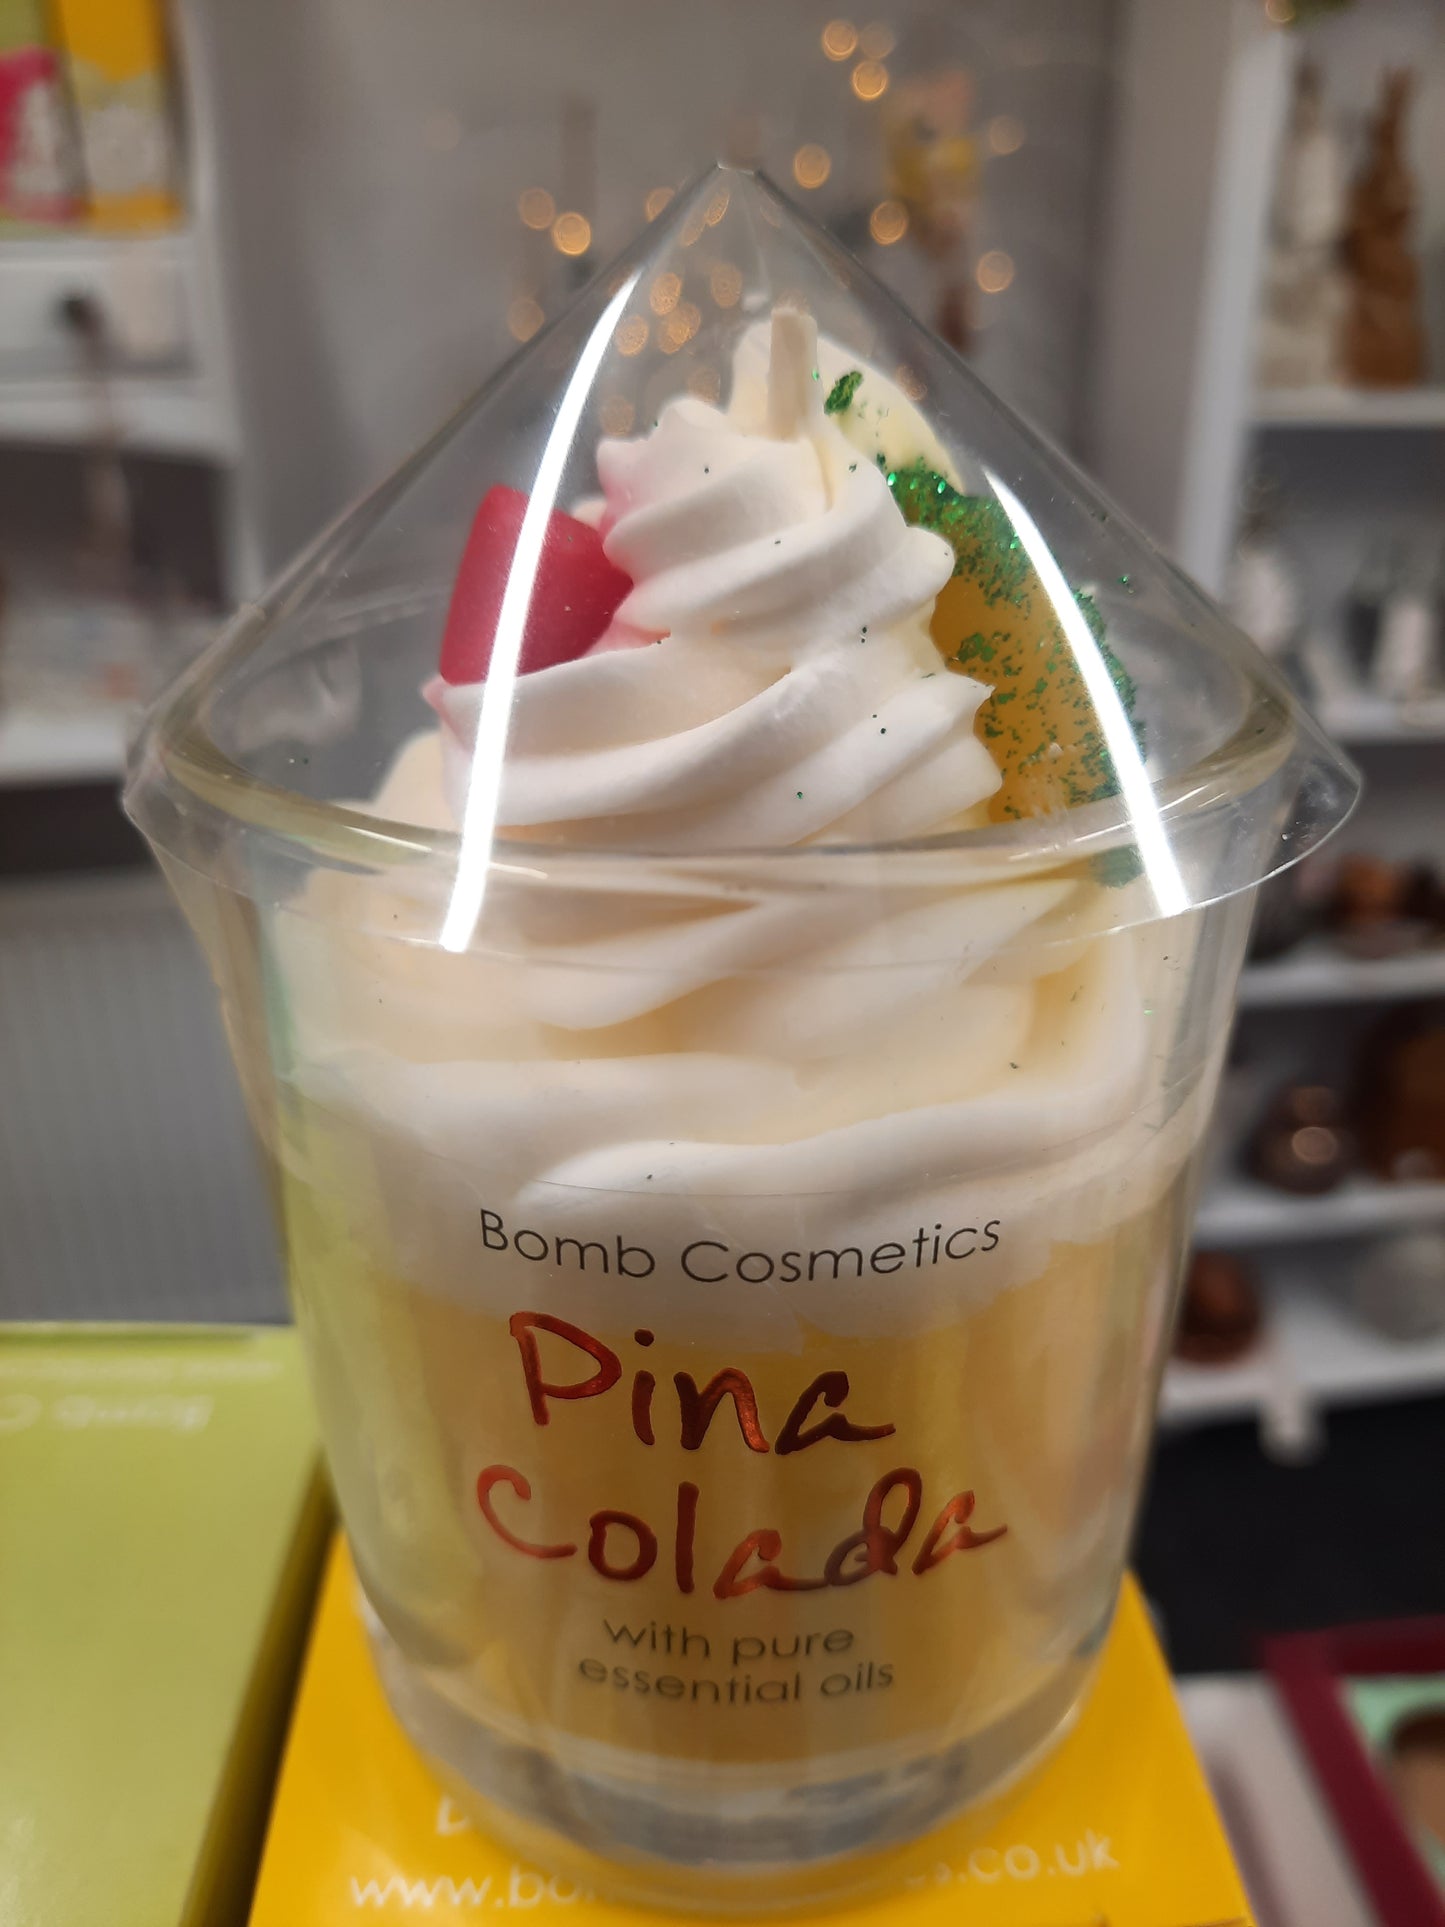 Bomb Cosmetics
Pina
Colada
with pure
essential oils